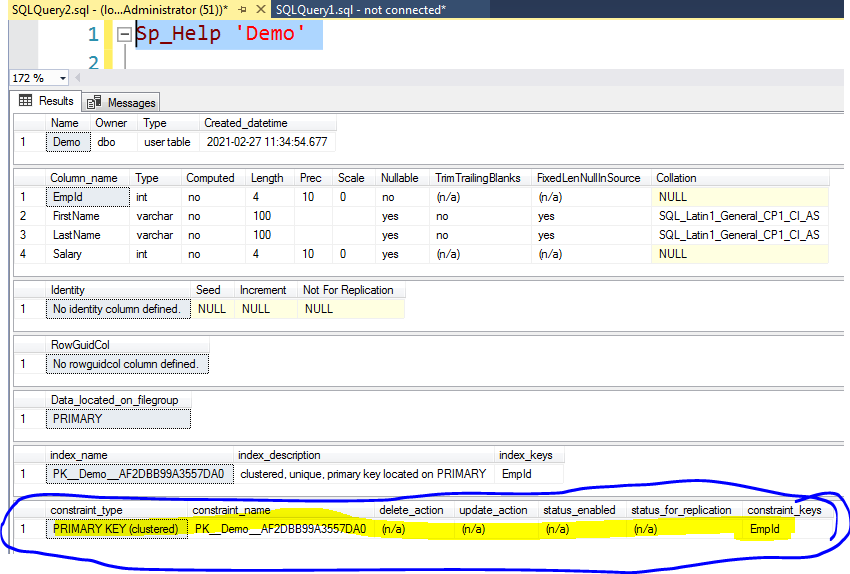 SQLQuery2.sql - (lo...Administrator (51))* SQLQuery1.sql - not connected*
1 Sp_Help 'Demo'
2
172 %
Results Messages
Name Owner Type Created_datetime
1 Demo dbo user table 2021-02-27 11:34:54.677
Column_name Type Computed Length Prec Scale Nullable TrimTrailingBlanks FixedLenNullInSource Collation
1 EmpId int no 4 10 0 no (n/a) (n/a) NULL
2 FirstName varchar no 100 yes no yes SQL_Latin1_General_CP1_CI_AS
3 LastName varchar no 100 yes no yes SQL_Latin1_General_CP1_CI_AS
4 Salary int no 4 10 0 yes (n/a) (n/a) NULL
Identity Seed Increment Not For Replication
1 No identity column defined. NULL NULL NULL
RowGuidCol
1 No rowguidcol column defined.
Data_located_on_filegroup
1 PRIMARY
index_name index_description index_keys
1 PK__Demo__AF2DBB99A3557DA0 clustered, unique, primary key located on PRIMARY EmpId
constraint_type constraint_name delete_action update_action status_enabled status_for_replication constraint_keys
1 PRIMARY KEY (clustered) PK__Demo__AF2DBB99A3557DA0 (n/a) (n/a) (n/a) (n/a) EmpId